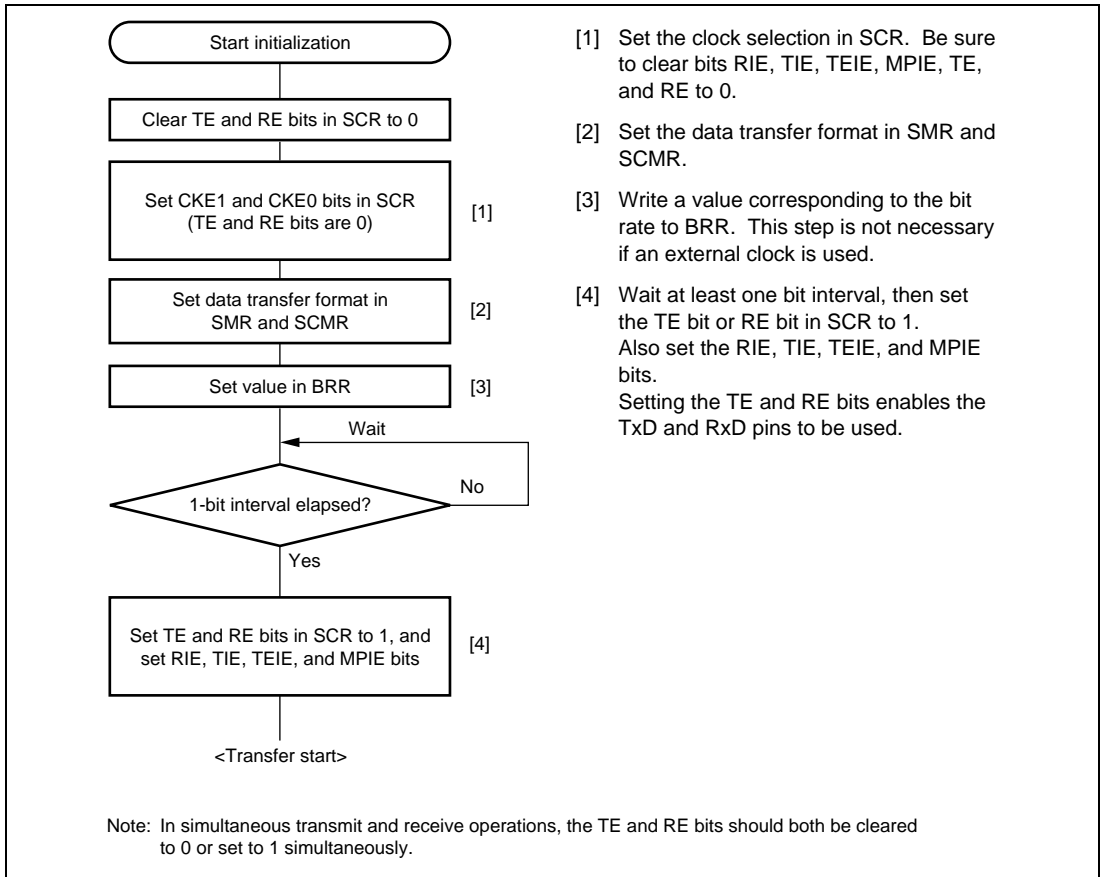 Start initialization
Clear TE and RE bits in SCR to 0
Set CKE1 and CKE0 bits in SCR
(TE and RE bits are 0)
[1]
Set data transfer format in
SMR and SCMR
[2]
Set value in BRR
[3]
Wait
No
1-bit interval elapsed?
Yes
Set TE and RE bits in SCR to 1, and
set RIE, TIE, TEIE, and MPIE bits
[4]
<Transfer start>
[1] Set the clock selection in SCR. Be sure
to clear bits RIE, TIE, TEIE, MPIE, TE,
and RE to 0.
[2] Set the data transfer format in SMR and
SCMR.
[3] Write a value corresponding to the bit
rate to BRR. This step is not necessary
if an external clock is used.
[4] Wait at least one bit interval, then set
the TE bit or RE bit in SCR to 1.
Also set the RIE, TIE, TEIE, and MPIE
bits.
Setting the TE and RE bits enables the
TxD and RxD pins to be used.
Note: In simultaneous transmit and receive operations, the TE and RE bits should both be cleared
to 0 or set to 1 simultaneously.